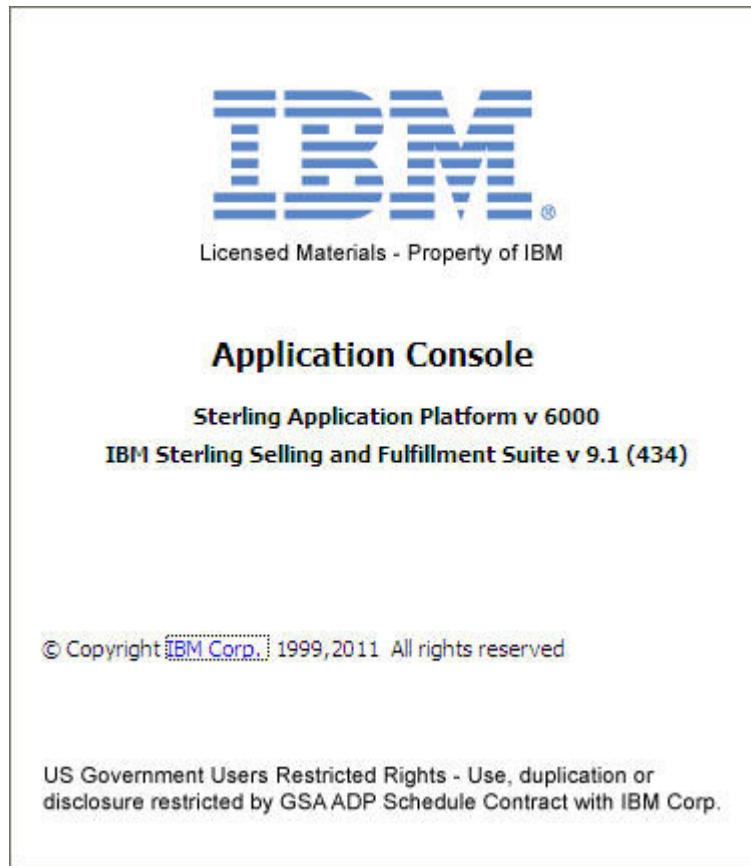 IBM®
Licensed Materials - Property of IBM
Application Console
Sterling Application Platform v 6000
IBM Sterling Selling and Fulfillment Suite v 9.1 (434)
© Copyright IBM Corp. 1999,2011 All rights reserved
US Government Users Restricted Rights - Use, duplication or
disclosure restricted by GSA ADP Schedule Contract with IBM Corp.